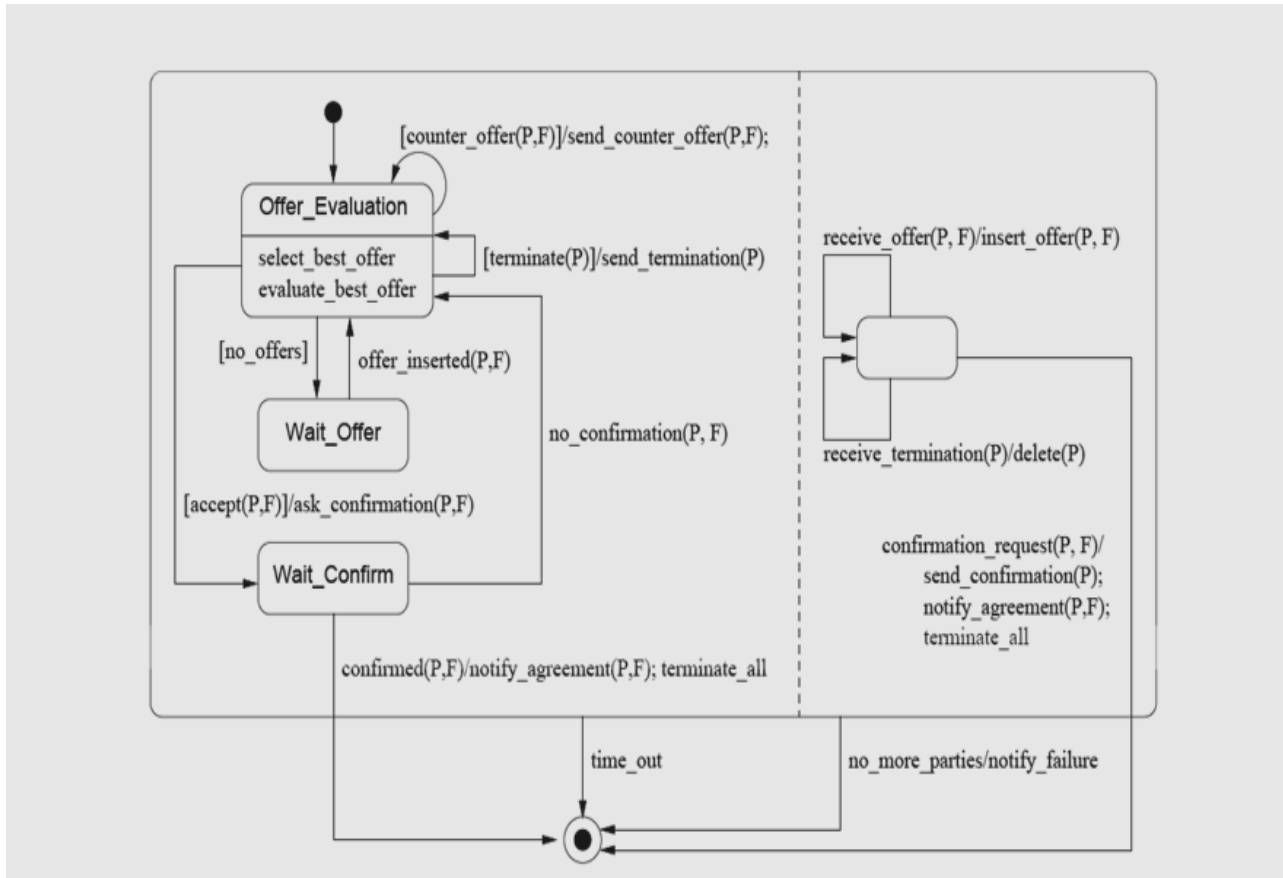 [counter_offer(P,F)]/send_counter_offer(P,F);
Offer_Evaluation
select_best_offer
evaluate_best_offer
[terminate(P)]/send_termination(P)
[no_offers]
offer_inserted(P,F)
Wait_Offer
no_confirmation(P, F)
[accept(P,F)]/ask_confirmation(P,F)
Wait_Confirm
confirmed(P,F)/notify_agreement(P,F); terminate_all
receive_offer(P, F)/insert_offer(P, F)
receive_termination(P)/delete(P)
confirmation_request(P, F)/
send_confirmation(P);
notify_agreement(P,F);
terminate_all
time_out
no_more_parties/notify_failure